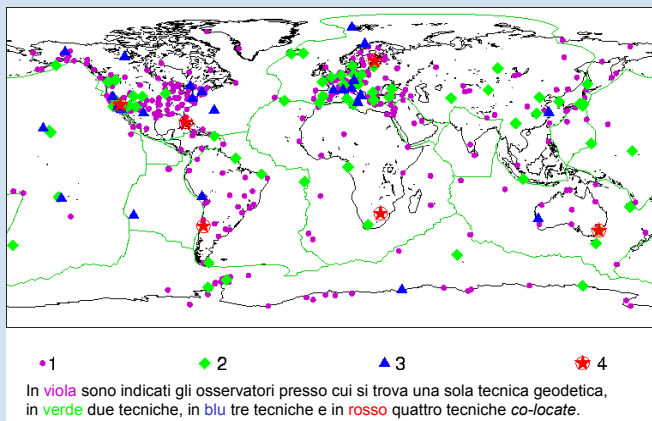 1 2 3 4
In viola sono indicati gli osservatori presso cui si trova una sola tecnica geodetica,
in verde due tecniche, in blu tre tecniche e in rosso quattro tecniche co-locate.